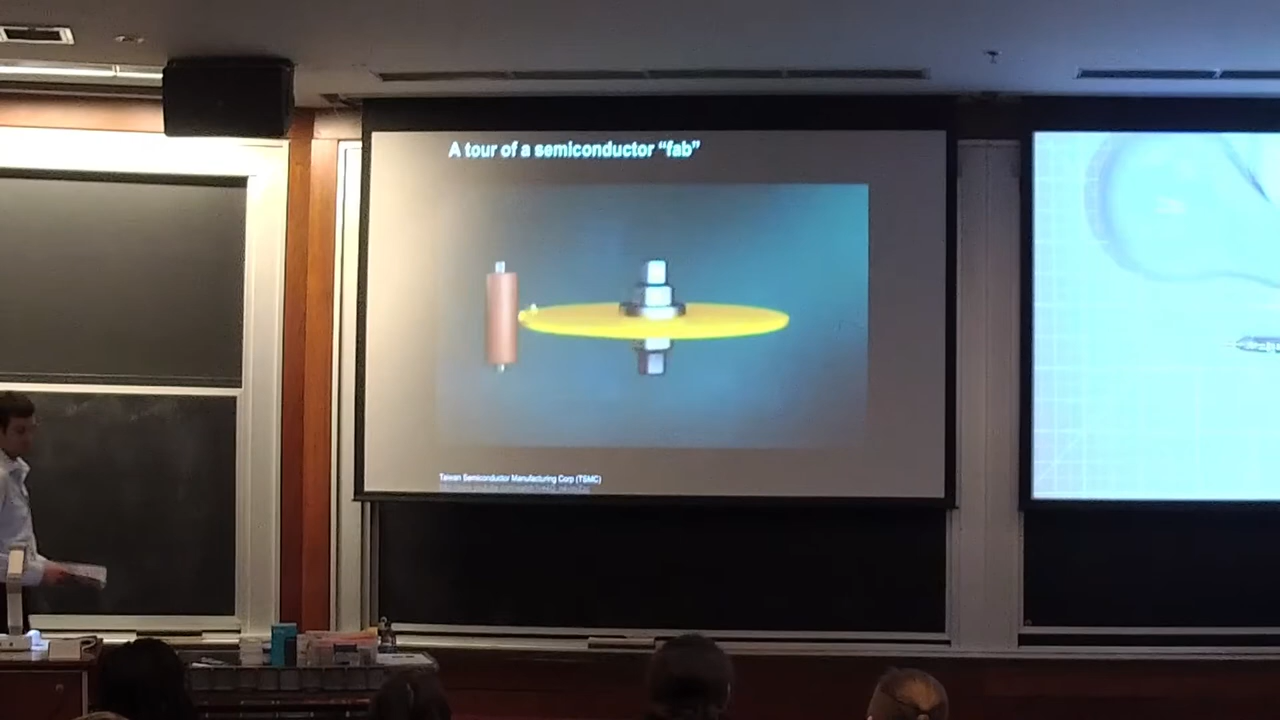 A tour of a semiconductor “fab”
Taiwan Semiconductor Manufacturing Corp (TSMC)